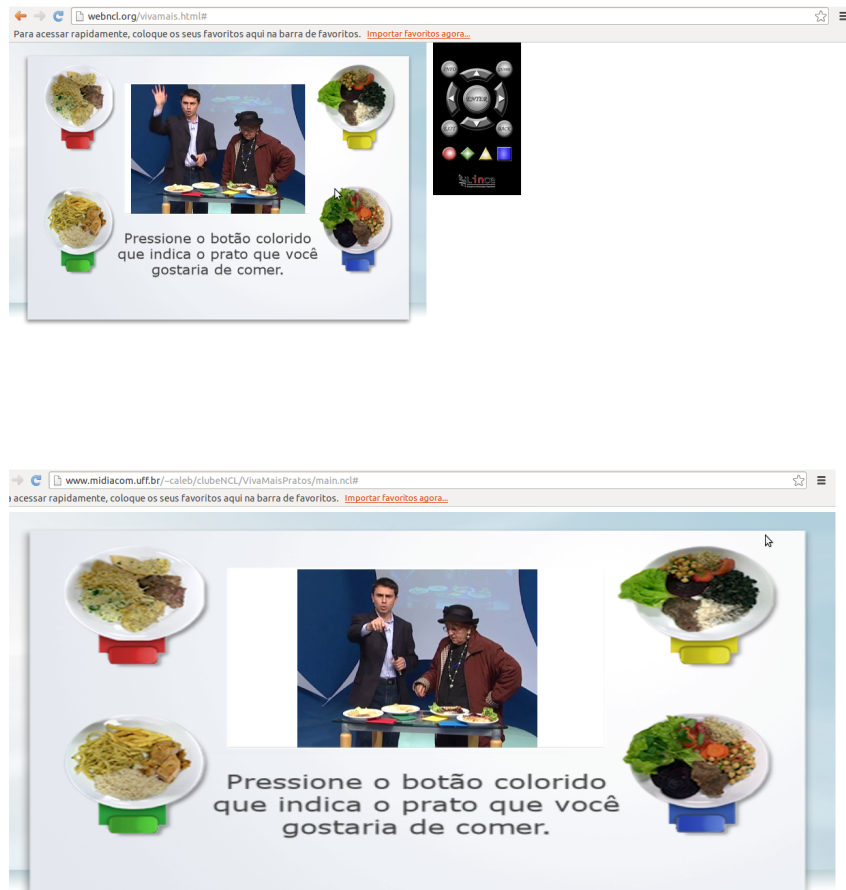 webncl.org/vivamais.html#
Para acessar rapidamente, coloque os seus favoritos aqui na barra de favoritos. Importar favoritos agora...
INFO
ENTER
EXIT
BACK
Pressione o botão colorido
que indica o prato que você
gostaria de comer.
www.midiacom.uff.br/~caleb/clubeNCL/VivaMaisPratos/main.ncl#
acessar rapidamente, coloque os seus favoritos aqui na barra de favoritos. Importar favoritos agora...
Pressione o botão colorido
que indica o prato que você
gostaria de comer.